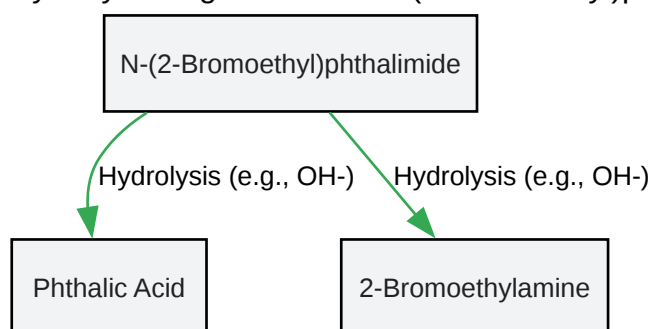 N-(2-Bromoethyl)phthalimide
Hydrolysis (e.g., OH-) Hydrolysis (e.g., OH-)
Phthalic Acid 2-Bromoethylamine